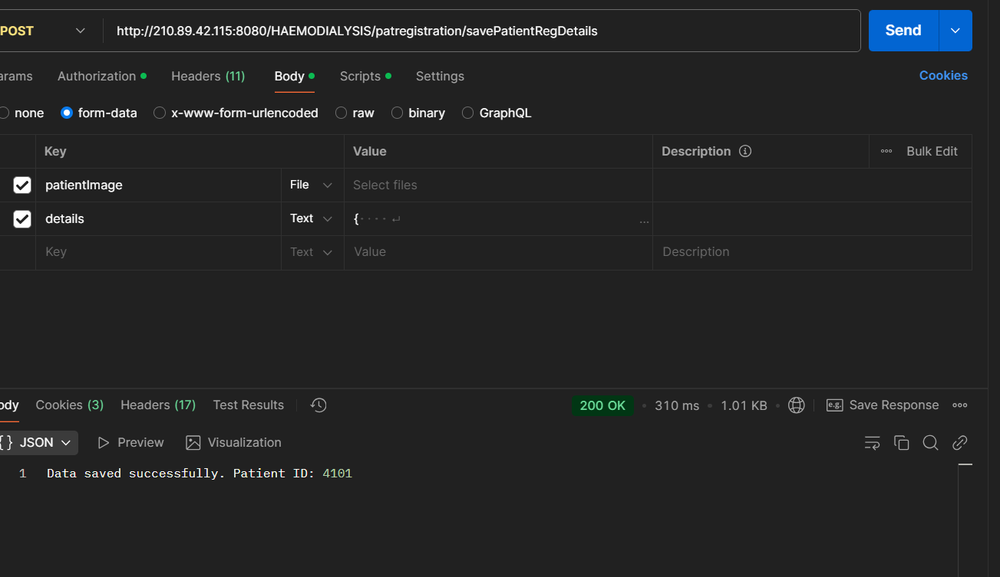 POST http://210.89.42.115:8080/HAEMODIALYSIS/patregistration/savePatientRegDetails Send
arams Authorization Headers (11) Body Scripts Settings Cookies
none form-data x-www-form-urlencoded raw binary GraphQL
Key Value Description Bulk Edit
patientImage File Select files
details Text { ...
Key Text Value Description
ody Cookies (3) Headers (17) Test Results 200 OK • 310 ms • 1.01 KB • e.g. Save Response
{} JSON Preview Visualization
1 Data saved successfully. Patient ID: 4101